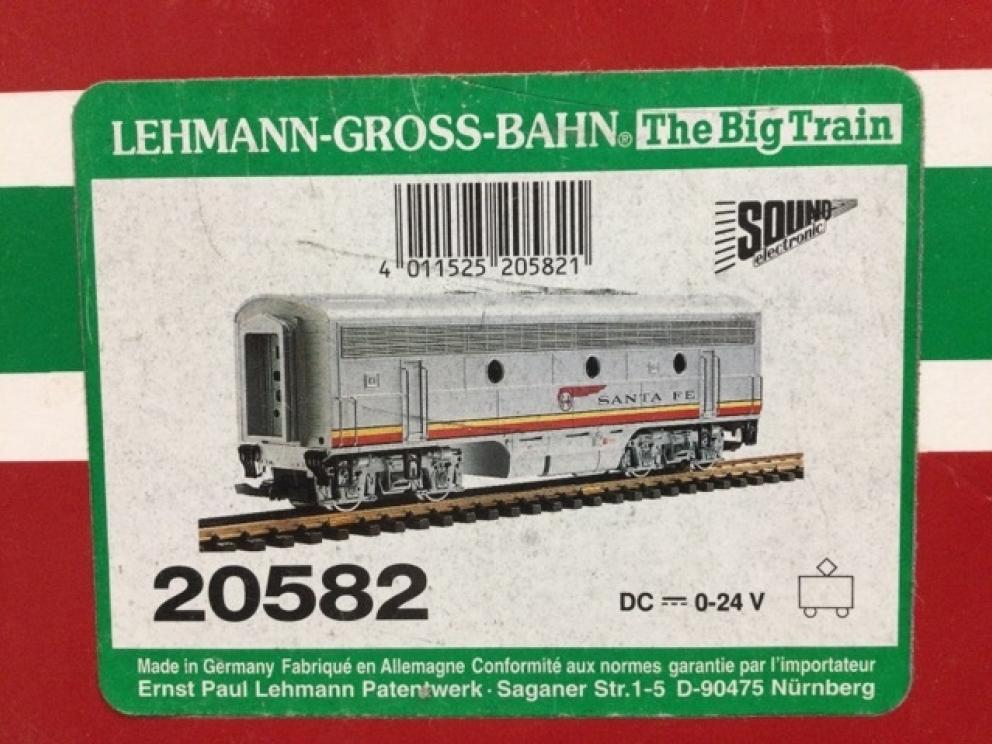 LEHMANN-GROSS-BAHN® The Big Train
4 011525 205821
SOUND
electronic
SANTA FE
20582
DC 0-24 V
Made in Germany Fabriqué en Allemagne Conformité aux normes garantie par l'importateur
Ernst Paul Lehmann Patentwerk · Saganer Str.1-5 D-90475 Nürnberg